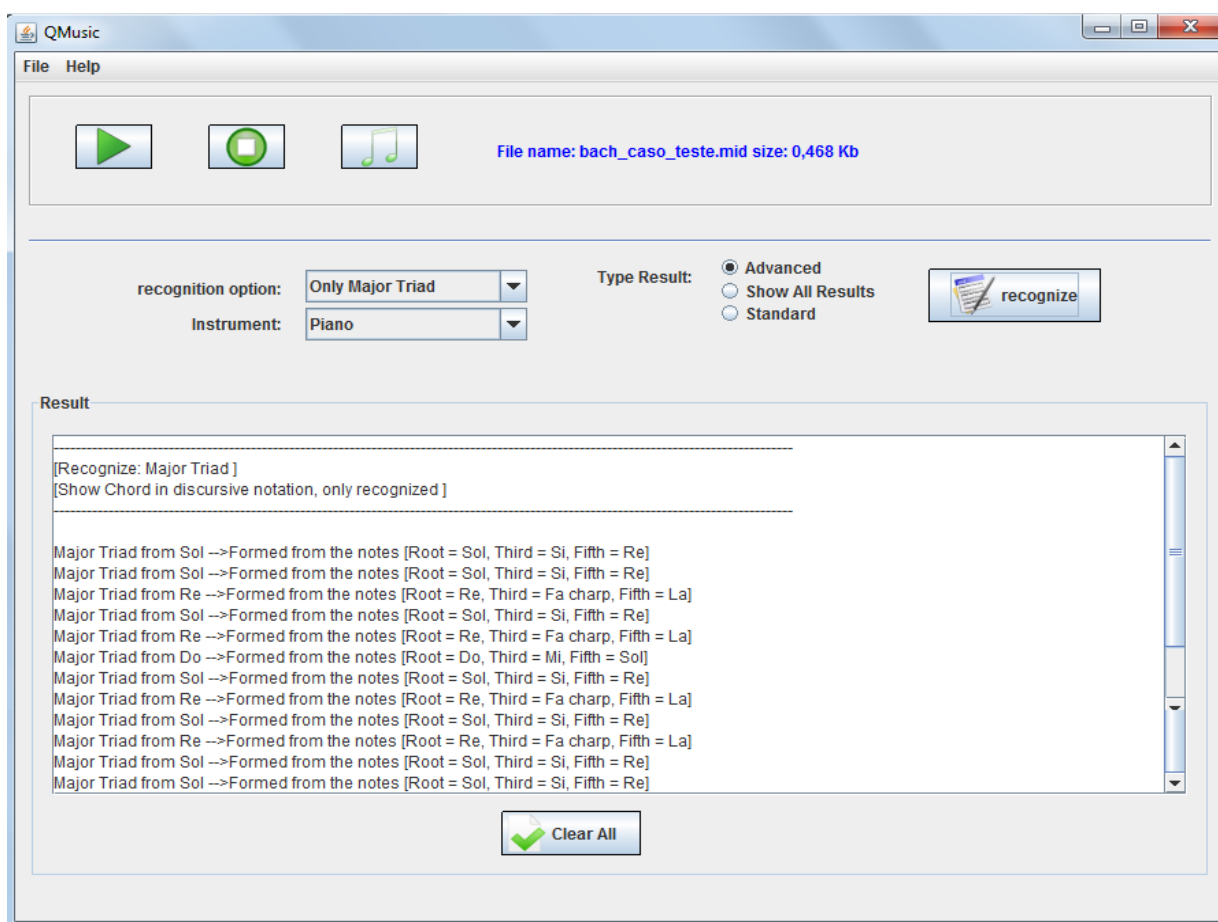 QMusic
File Help
File name: bach_caso_teste.mid size: 0,468 Kb
recognition option: Only Major Triad
Instrument: Piano
Type Result:
Advanced
Show All Results
Standard
recognize
Result
[Recognize: Major Triad ]
[Show Chord in discursive notation, only recognized ]
Major Triad from Sol -->Formed from the notes [Root = Sol, Third = Si, Fifth = Re]
Major Triad from Sol -->Formed from the notes [Root = Sol, Third = Si, Fifth = Re]
Major Triad from Re -->Formed from the notes [Root = Re, Third = Fa charp, Fifth = La]
Major Triad from Sol -->Formed from the notes [Root = Sol, Third = Si, Fifth = Re]
Major Triad from Re -->Formed from the notes [Root = Re, Third = Fa charp, Fifth = La]
Major Triad from Do -->Formed from the notes [Root = Do, Third = Mi, Fifth = Sol]
Major Triad from Sol -->Formed from the notes [Root = Sol, Third = Si, Fifth = Re]
Major Triad from Re -->Formed from the notes [Root = Re, Third = Fa charp, Fifth = La]
Major Triad from Sol -->Formed from the notes [Root = Sol, Third = Si, Fifth = Re]
Major Triad from Re -->Formed from the notes [Root = Re, Third = Fa charp, Fifth = La]
Major Triad from Sol -->Formed from the notes [Root = Sol, Third = Si, Fifth = Re]
Major Triad from Sol -->Formed from the notes [Root = Sol, Third = Si, Fifth = Re]
Clear All